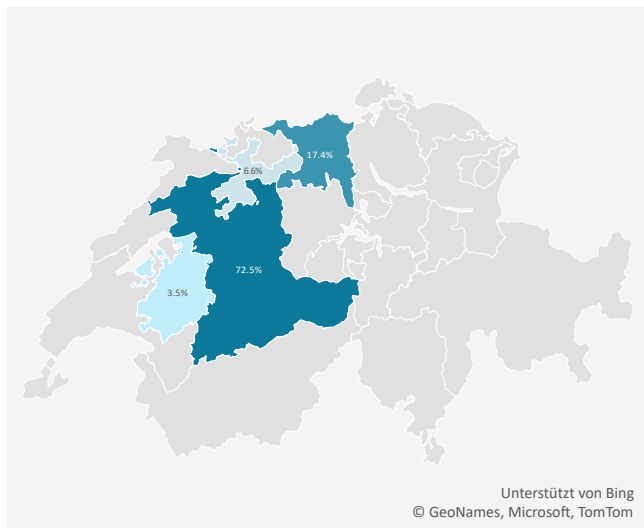 17.4%
6.6%
72.5%
3.5%
Unterstützt von Bing
© GeoNames, Microsoft, TomTom